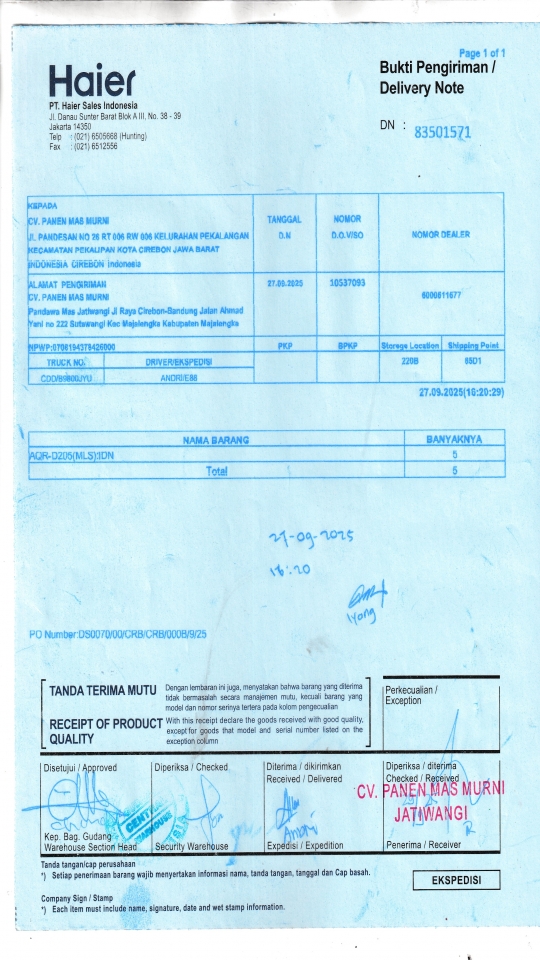 Page 1 of 1
Haier
Bukti Pengiriman /
Delivery Note
PT. Haier Sales Indonesia
Jl. Danau Sunter Barat Blok A III, No. 38 - 39
Jakarta 14350
Telp : (021) 6505668 (Hunting)
Fax : (021) 6512556
DN : 83501571
KEPADA
CV. PANEN MAS MURNI
JL. PANDESAN NO 26 RT 006 RW 006 KELURAHAN PEKALANGAN
KECAMATAN PEKALIPAN KOTA CIREBON JAWA BARAT
INDONESIA CIREBON Indonesia
TANGGAL
D.N
NOMOR
D.O.V/SO
NOMOR DEALER
ALAMAT PENGIRIMAN
CV. PANEN MAS MURNI
Pandawa Mas Jatiwangi Jl Raya Cirebon-Bandung Jalan Ahmad
Yani no 222 Sutawangi Kec Majalengka Kabupaten Majalengka
27.09.2025
10537093
6000611677
NPWP:0706194378426000
PKP
BPKP
Storage Location
Shipping Point
TRUCK NO.
DRIVER/EKSPEDISI
220B
65D1
CDD/B9800JYU
ANDRI/E88
27.09.2025(16:20:29)
NAMA BARANG
BANYAKNYA
AQR-D205(MLS):IDN
5
Total
5
27-09-2025
16:20
Iyong
PO Number:DS0070/00/CRB/CRB/000B/9/25
TANDA TERIMA MUTU
Dengan lembaran ini juga, menyatakan bahwa barang yang diterima
tidak bermasalah secara manajemen mutu, kecuali barang yang
model dan nomor serinya tertera pada kolom pengecualian
RECEIPT OF PRODUCT
QUALITY
With this receipt declare the goods received with good quality,
except for goods that model and serial number listed on the
exception column
Perkecualian /
Exception
Disetujui / Approved
Diperiksa / Checked
Diterima / dikirimkan
Received / Delivered
Diperiksa / diterima
Checked / Received
CV. PANEN MAS MURNI
JATIWANGI
Andri
Kep. Bag. Gudang
Warehouse Section Head
Security Warehouse
Expedisi / Expedition
Penerima / Receiver
Tanda tangan/cap perusahaan
*) Setiap penerimaan barang wajib menyertakan informasi nama, tanda tangan, tanggal dan Cap basah.
EKSPEDISI
Company Sign / Stamp
*) Each item must include name, signature, date and wet stamp information.